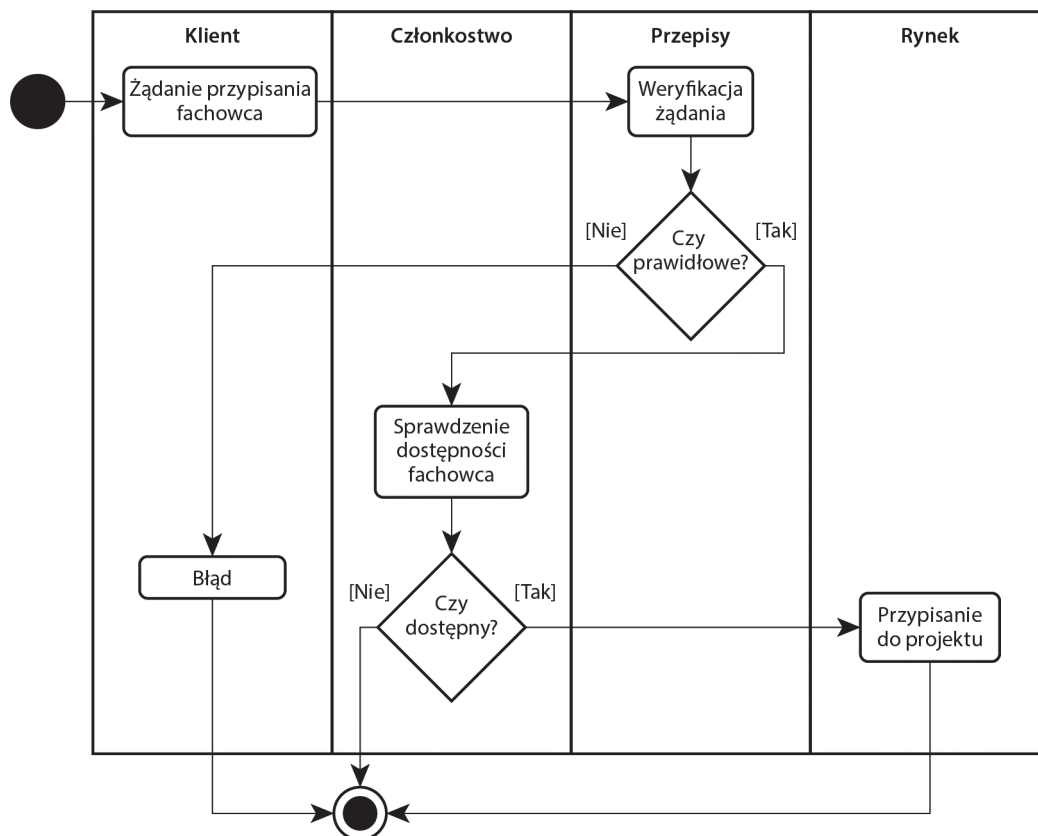 Klient
Członkostwo
Przepisy
Rynek
Żądanie przypisania
fachowca
Weryfikacja
żądania
[Nie]
[Tak]
Czy
prawidłowe?
Sprawdzenie
dostępności
fachowca
Błąd
[Nie]
[Tak]
Czy
dostępny?
Przypisanie
do projektu